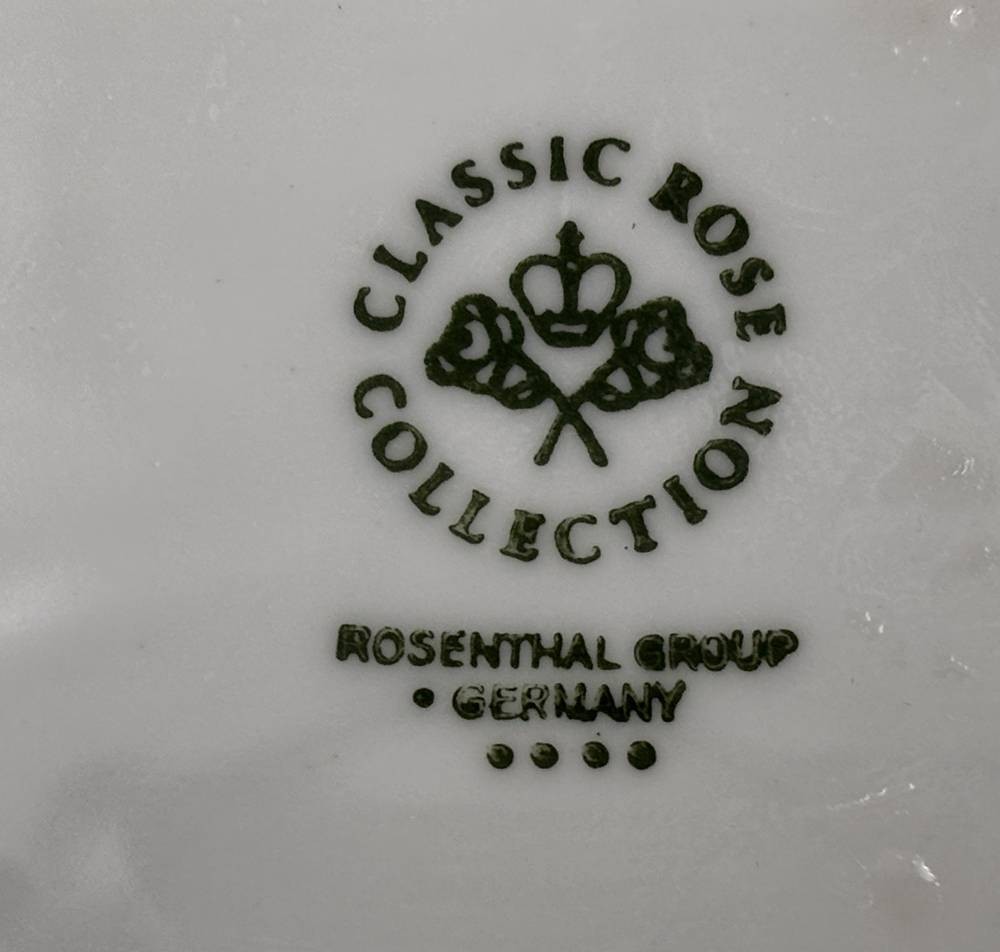 CLASSIC ROSE
COLLECTION
ROSENTHAL GROUP
• GERMANY
• • • •